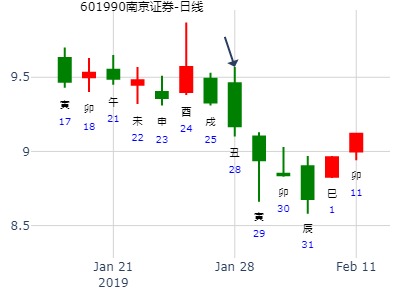 601990南京证券-日线
9.5
9
8.5
寅
17
卯
18
午
21
未
22
申
23
酉
24
戌
25
丑
28
寅
29
卯
30
辰
31
巳
1
卯
11
Jan 21
2019
Jan 28
Feb 11